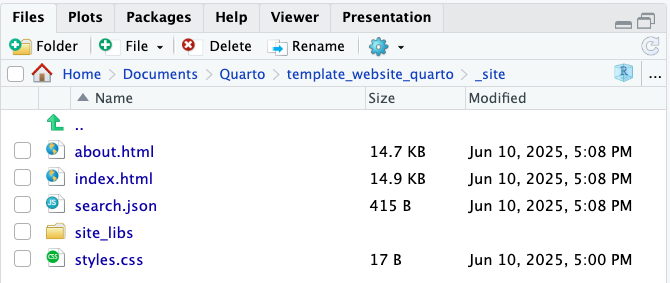 Files Plots Packages Help Viewer Presentation
Folder File Delete Rename
Home Documents Quarto template_website_quarto _site R ...
Name Size Modified
..
about.html 14.7 KB Jun 10, 2025, 5:08 PM
index.html 14.9 KB Jun 10, 2025, 5:08 PM
JS search.json 415 B Jun 10, 2025, 5:08 PM
site_libs
CSS styles.css 17 B Jun 10, 2025, 5:00 PM